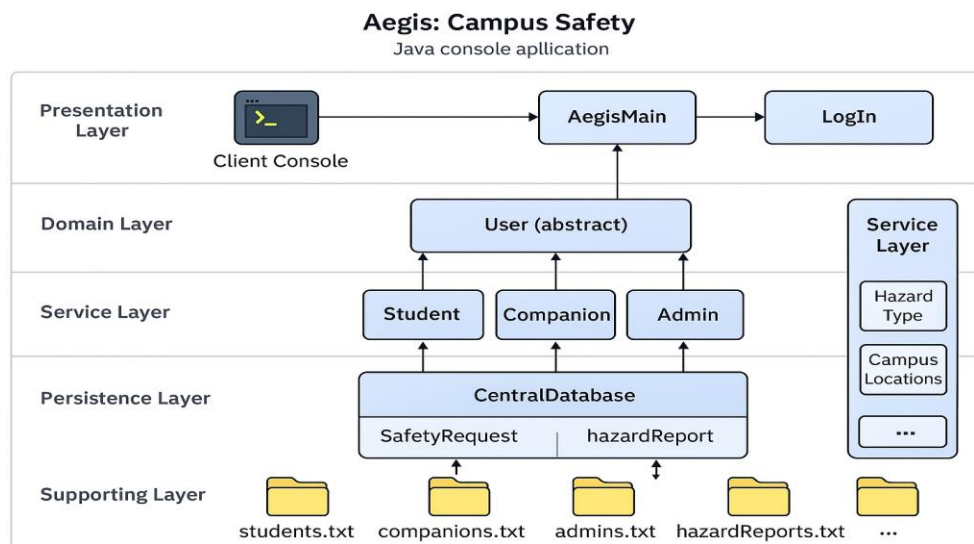 Aegis: Campus Safety
Java console apllication
Presentation
Layer
>_
Client Console
AegisMain
LogIn
Domain Layer
User (abstract)
Service
Layer
Hazard
Type
Campus
Locations
...
Service Layer
Student
Companion
Admin
Persistence Layer
CentralDatabase
SafetyRequest
hazardReport
Supporting Layer
students.txt
companions.txt
admins.txt
hazardReports.txt
...